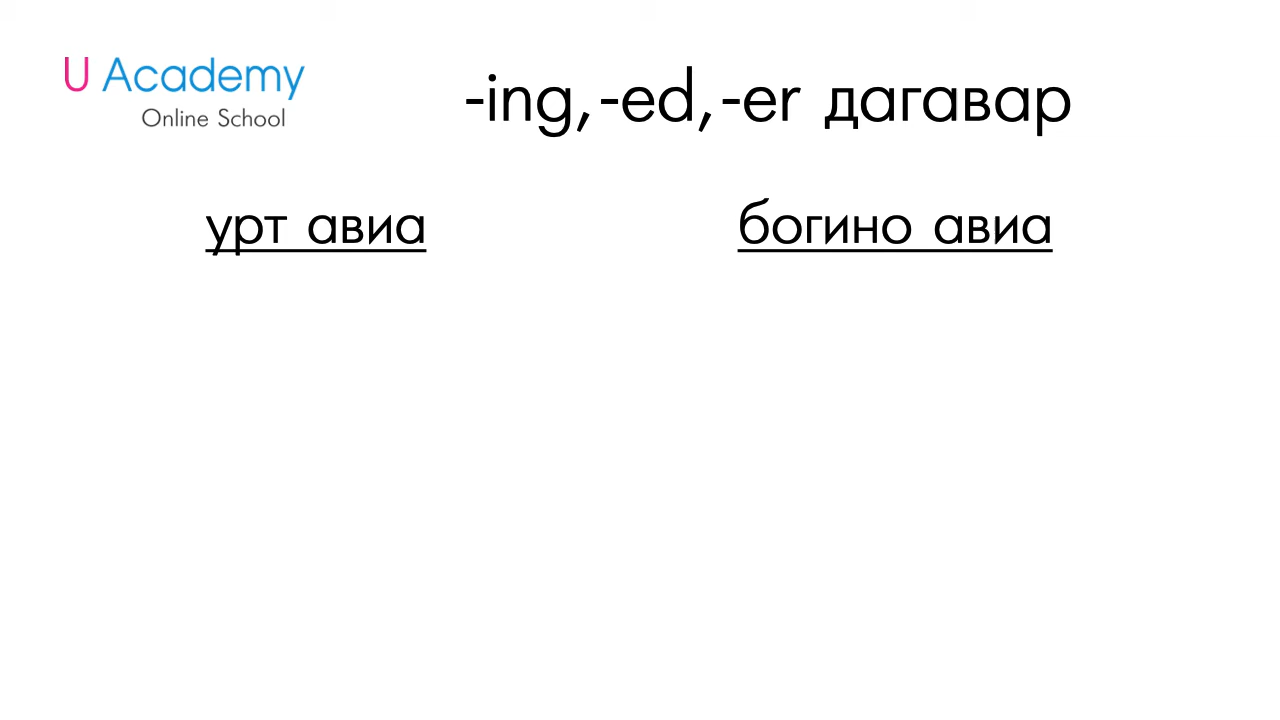 U Academy
Online School
-ing,-ed,-er дагавар
урт авиа
богино авиа